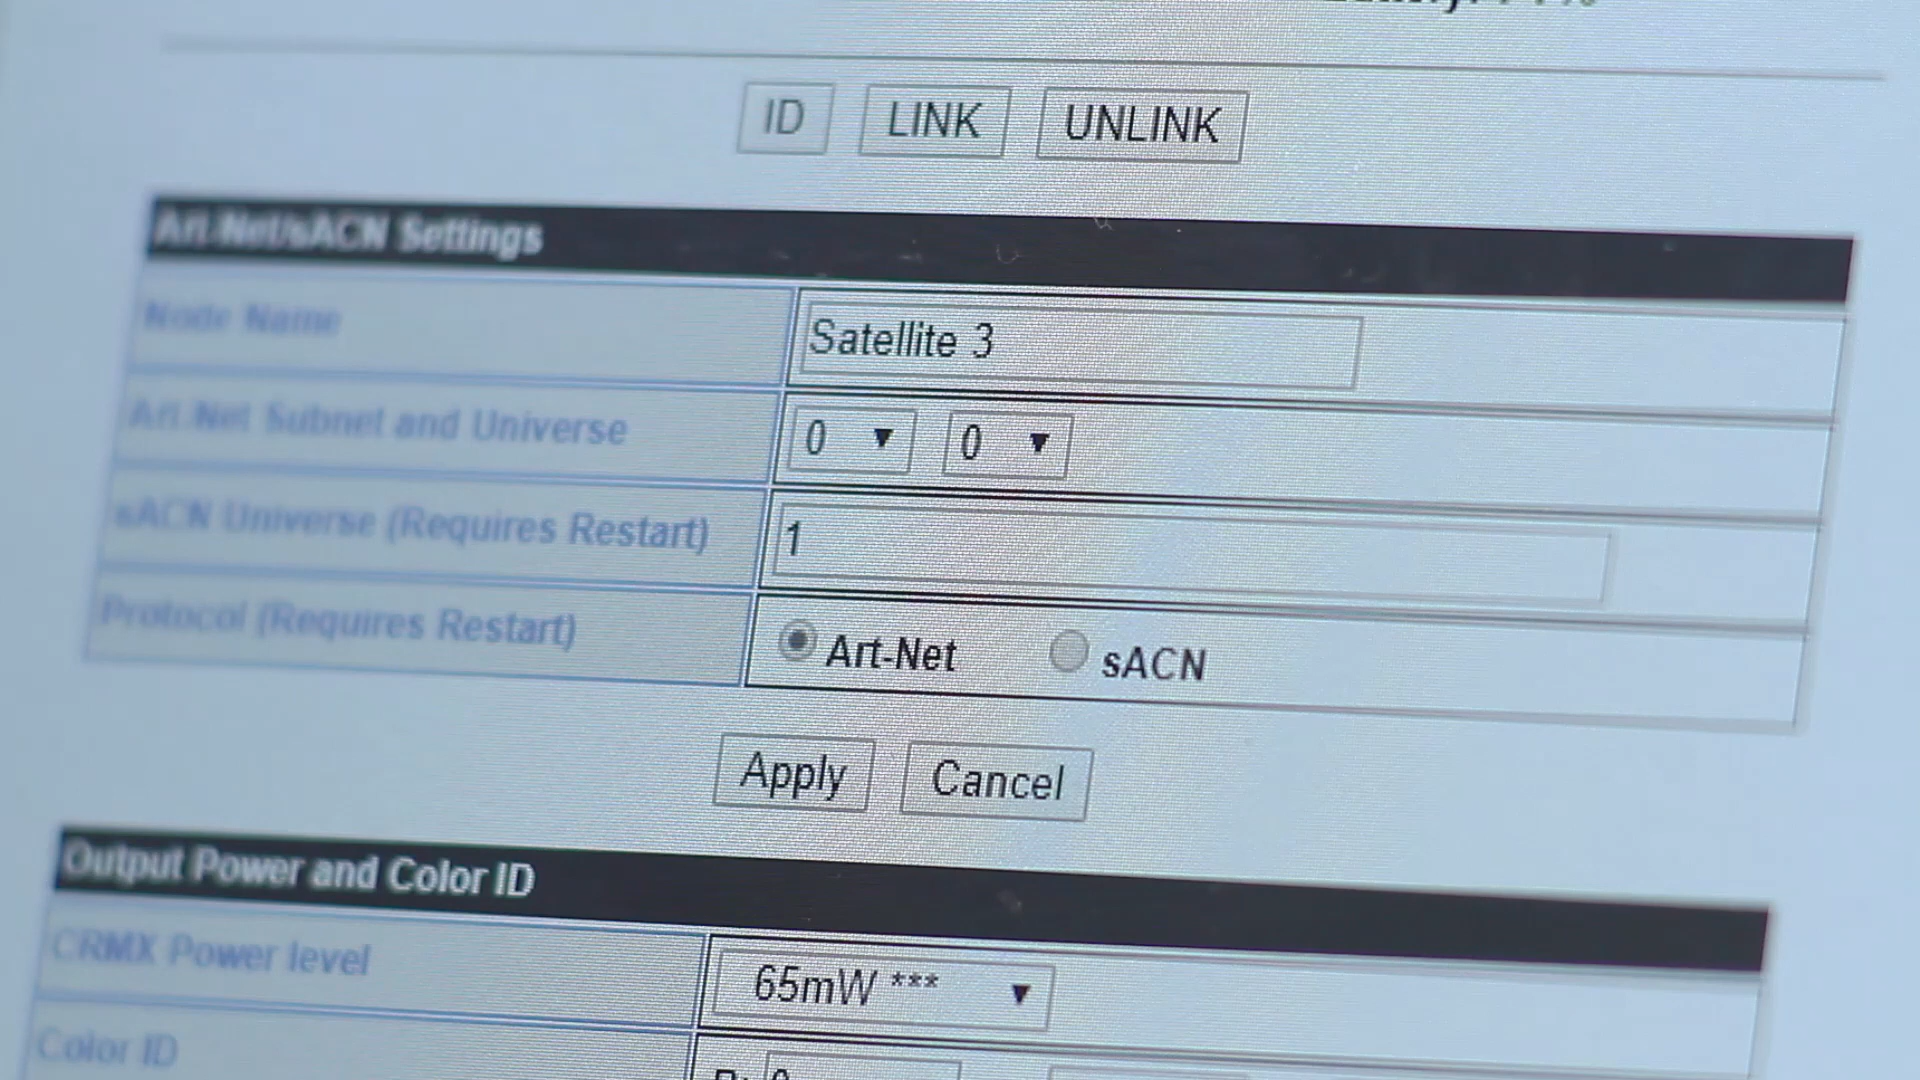 ID LINK UNLINK
Art-Net/sACN Settings
Node Name Satellite 3
Art-Net Subnet and Universe 0 ▼ 0 ▼
sACN Universe (Requires Restart) 1
Protocol (Requires Restart) Art-Net sACN
Apply Cancel
Output Power and Color ID
CRMX Power level 65mW *** ▼
Color ID